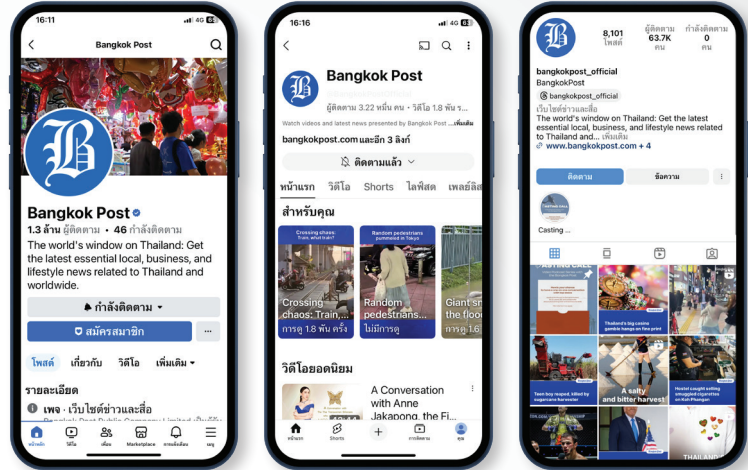 16:11
4G 63
Bangkok Post
B
Bangkok Post
1.3 ล้าน ผู้ติดตาม • 46 กำลังติดตาม
The world's window on Thailand: Get
the latest essential local, business, and
lifestyle news related to Thailand and
worldwide.
กำลังติดตาม
สมัครสมาชิก
โพสต์ เกี่ยวกับ วิดีโอ เพิ่มเติม
รายละเอียด
เพจ · เว็บไซต์ข่าวและสื่อ
หน้าหลัก วิดีโอ เพื่อน Marketplace การแจ้งเตือน เมนู
16:16
4G 63
B
Bangkok Post
ผู้ติดตาม 3.22 หมื่น คน • วิดีโอ 1.8 พัน ร...
Watch videos and latest news presented by Bangkok Post ...เพิ่มเติม
bangkokpost.com และอีก 3 ลิงก์
ติดตามแล้ว
หน้าแรก วิดีโอ Shorts ไลฟ์สด เพลย์ลิส
สำหรับคุณ
Crossing chaos:
Train, what train?
Crossing
chaos: Train,...
การดู 1.8 พัน ครั้ง
Random pedestrians
pummeled in Tokyo
Random
pedestrians...
ไม่มีการดู
Giant sn
the floo
การดู 1.6
วิดีโอยอดนิยม
A Conversation
with Anne
Jakapong, the Fi...
หน้าแรก Shorts การติดตาม คุณ
B
8,101
โพสต์
ผู้ติดตาม
63.7K
คน
กำลังติดตาม
0
คน
bangkokpost_official
BangkokPost
bangkokpost_official
เว็บไซต์ข่าวและสื่อ
The world's window on Thailand: Get the latest
essential local, business, and lifestyle news related
to Thailand and... เพิ่มเติม
www.bangkokpost.com + 4
ติดตาม
ข้อความ
Casting ...
CASTING CALL
Thailand's big casino
gamble hangs on fine print
Teen boy reaped, killed by
sugarcane harvester
A salty
and bitter harvest
Hostel caught selling
smuggled cigarettes
on Koh Phangan
THAILAND